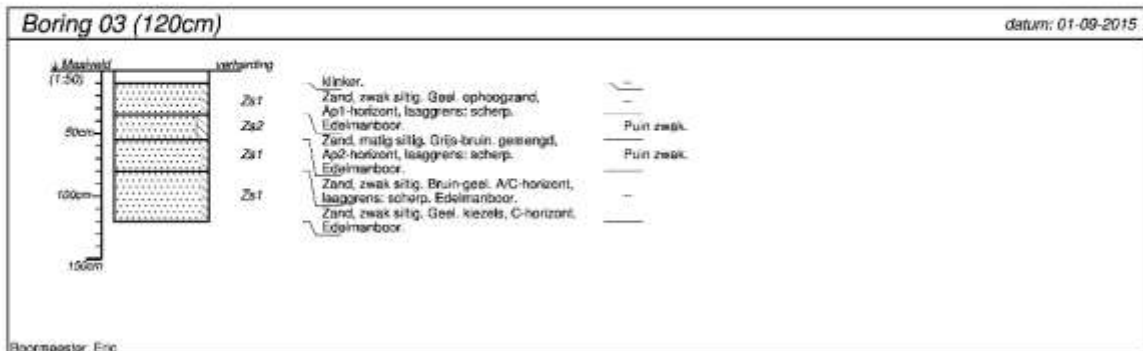 Boring 03 (120cm) datum: 01-09-2015
Maaiveld verharding
(1:50)
klinker. -
Zs1 Zand, zwak siltig. Geel. ophoogzand, -
Ap1-horizont, laaggrens: scherp.
50cm Zs2 Edelmanboor. Puin zwak.
Zand, matig siltig. Grijs-bruin. gemengd,
Zs1 Ap2-horizont, laaggrens: scherp. Puin zwak.
Edelmanboor.
Zand, zwak siltig. Bruin-geel. A/C-horizont,
100cm Zs1 laaggrens: scherp. Edelmanboor. -
Zand, zwak siltig. Geel. kiezels, C-horizont,
Edelmanboor.
150cm
Boormeester: Eric